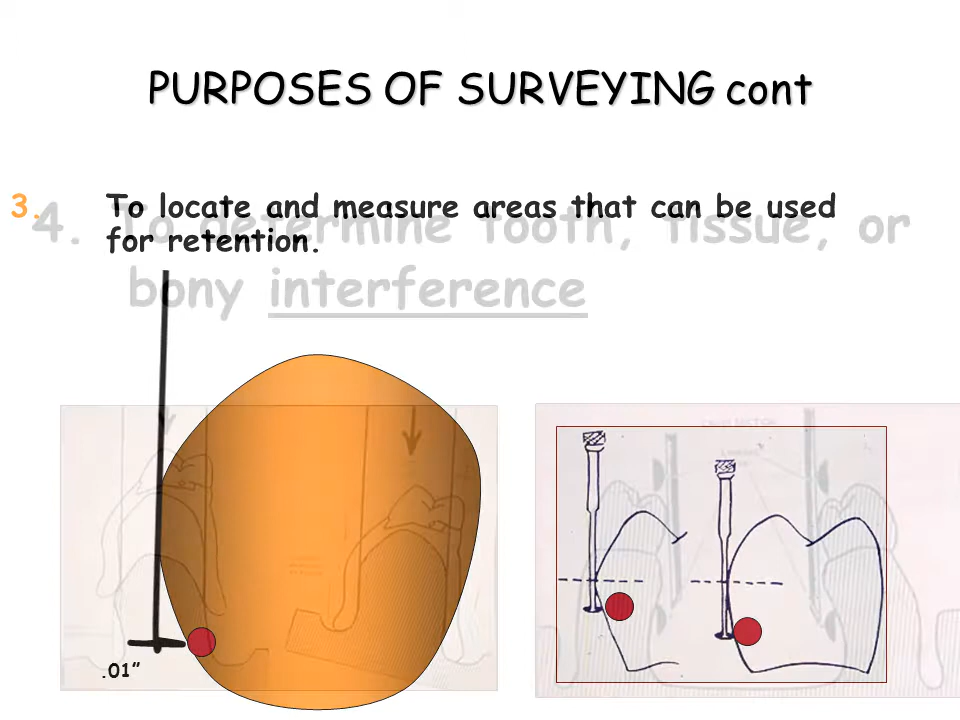 PURPOSES OF SURVEYING cont
3. To locate and measure areas that can be used
for retention.
4. To determine tooth, tissue, or
bony interference
.01”